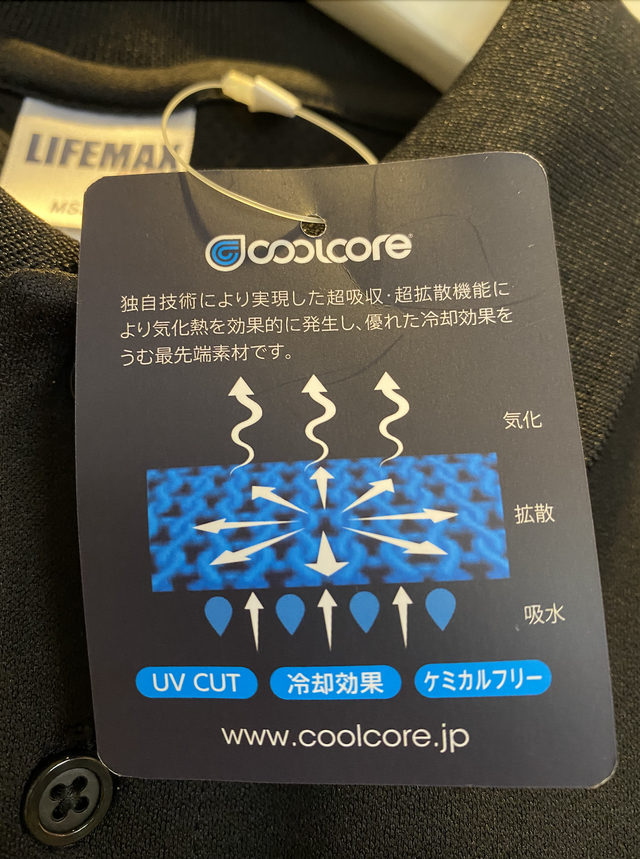 LIFEMAX
MS
coolcore
独自技術により実現した超吸収・超拡散機能に
より気化熱を効果的に発生し、優れた冷却効果を
うむ最先端素材です。
気化
拡散
吸水
UV CUT 冷却効果 ケミカルフリー
www.coolcore.jp